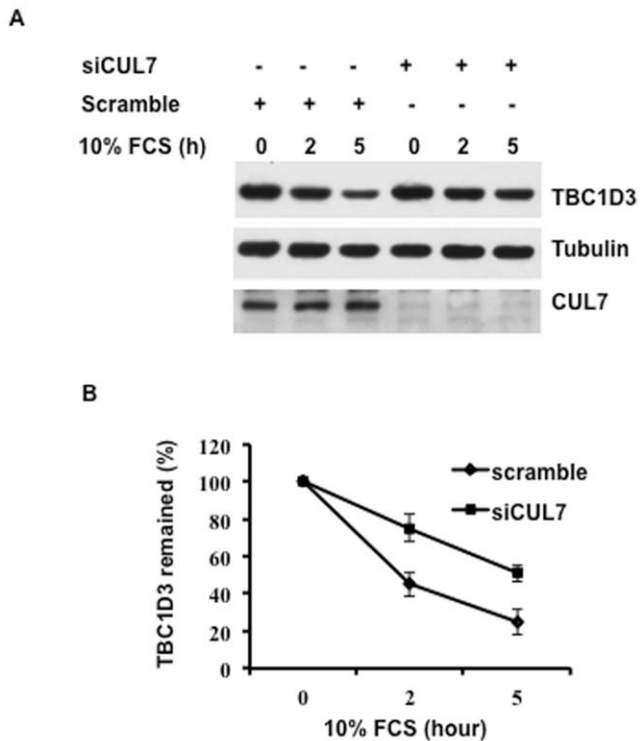 A
siCUL7 - - - + + +
Scramble + + + - - -
10% FCS (h) 0 2 5 0 2 5
TBC1D3
Tubulin
CUL7
B
120
100
80
60
40
20
0
TBC1D3 remained (%)
scramble
siCUL7
0 2 5
10% FCS (hour)